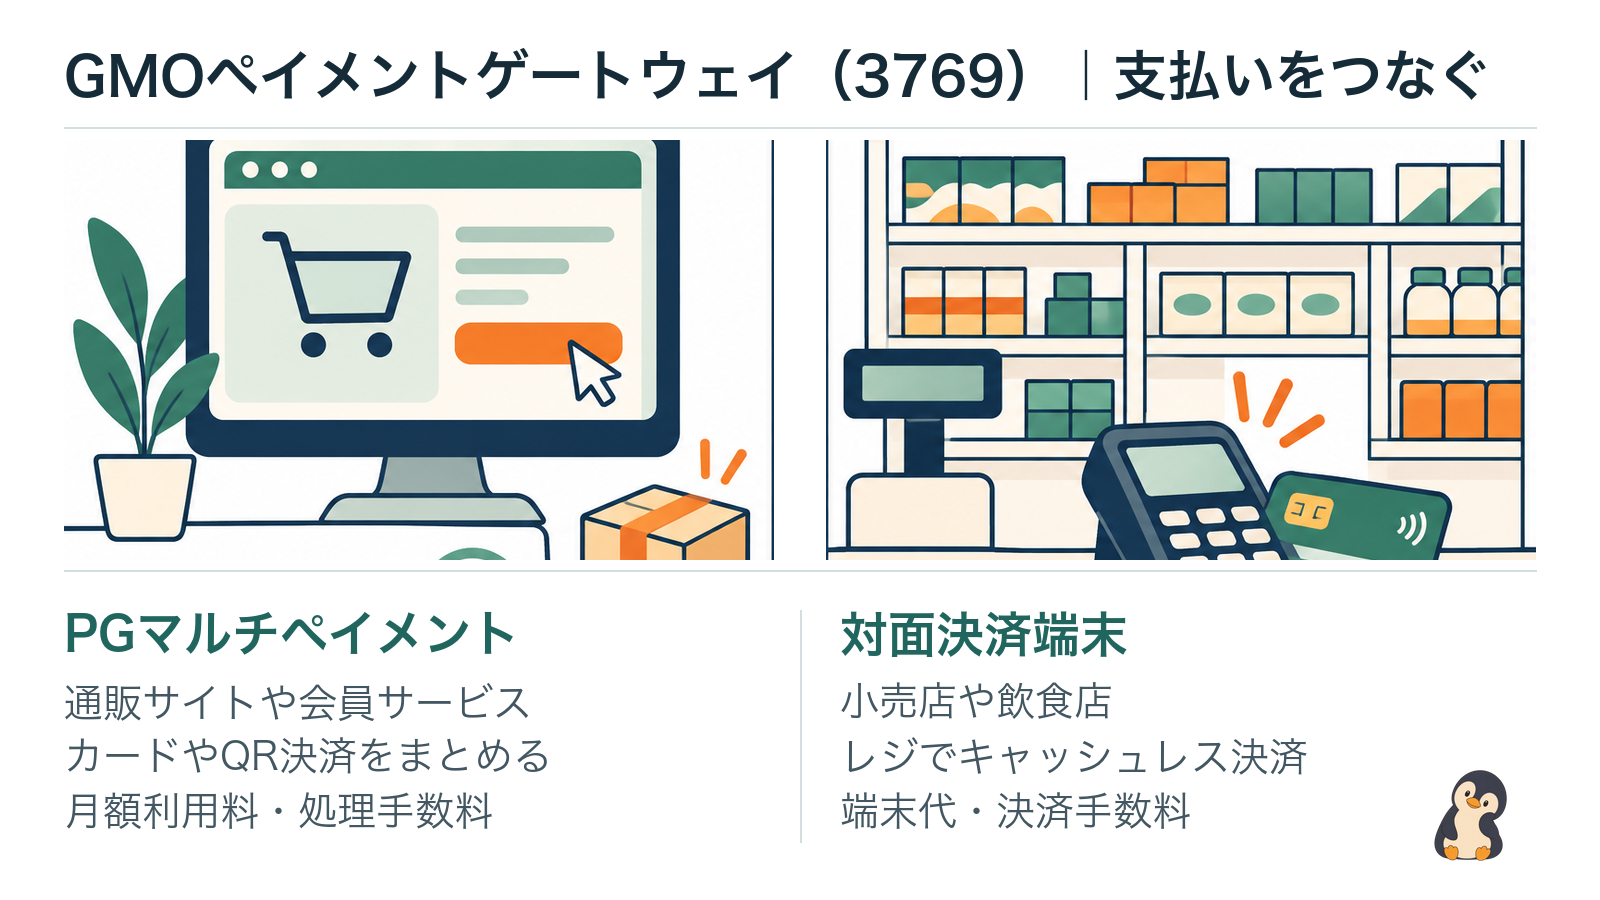 GMOペイメントゲートウェイ（3769）｜支払いをつなぐ
PGマルチペイメント
通販サイトや会員サービス
カードやQR決済をまとめる
月額利用料・処理手数料
対面決済端末
小売店や飲食店
レジでキャッシュレス決済
端末代・決済手数料